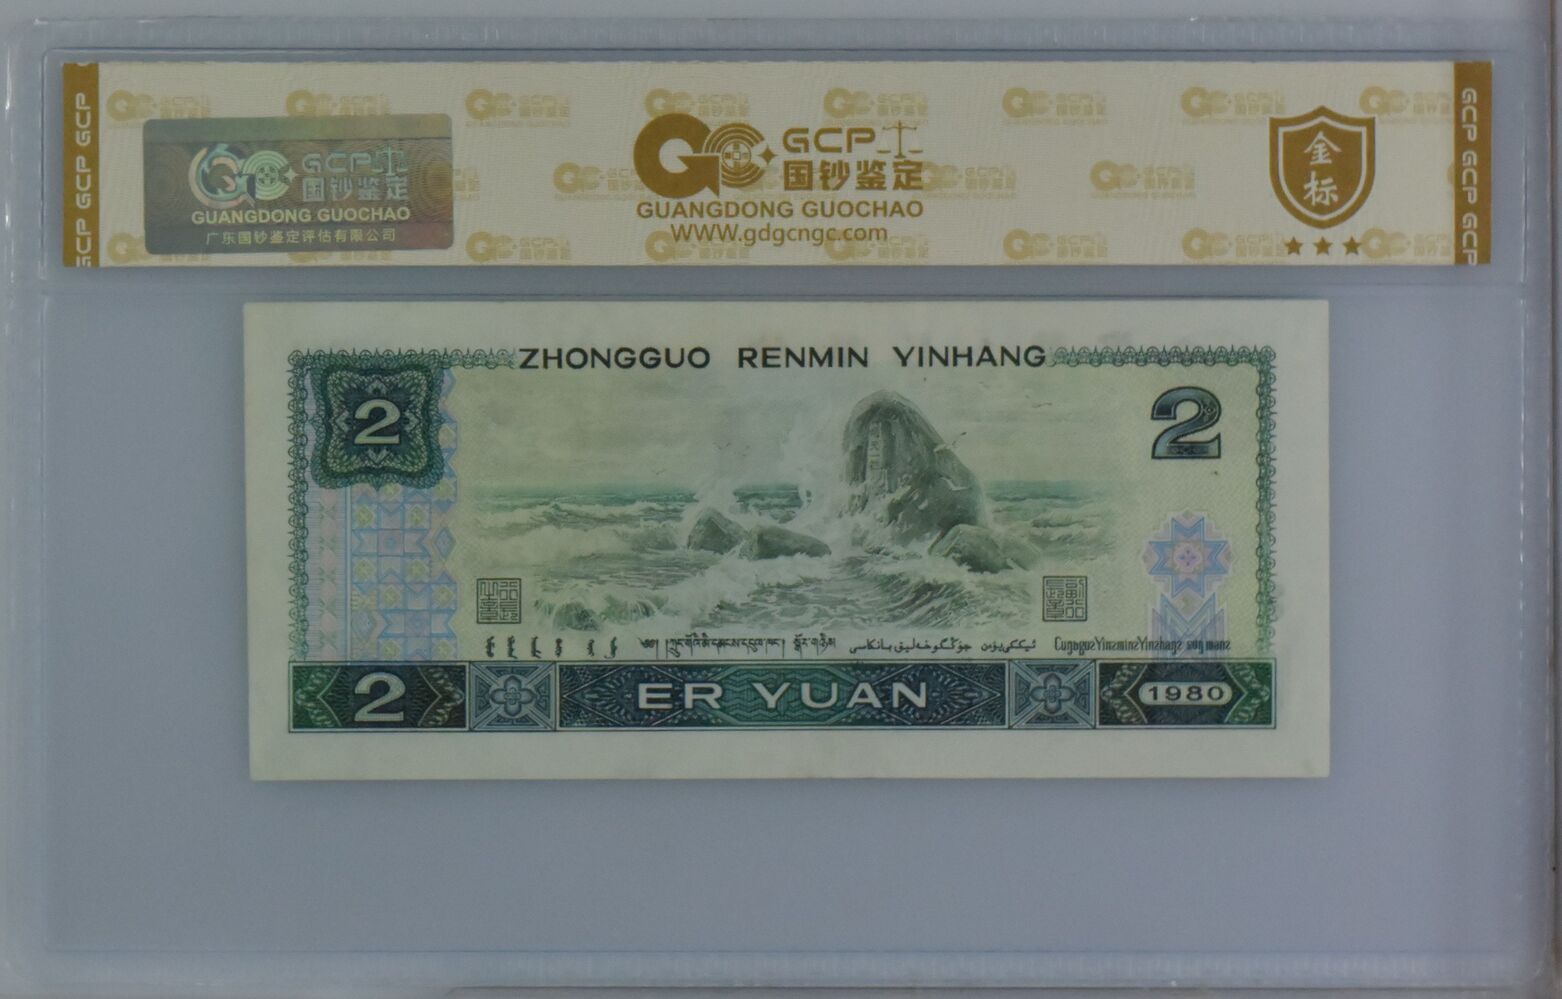 GCP GCP GCP
GCP
国钞鉴定
GUANGDONG GUOCHAO
广东国钞鉴定评估有限公司
GCP
国钞鉴定
GUANGDONG GUOCHAO
WWW.gdgcngc.com
金标
GCP GCP GCP
ZHONGGUO RENMIN YINHANG
2
2
2
ER YUAN
1980